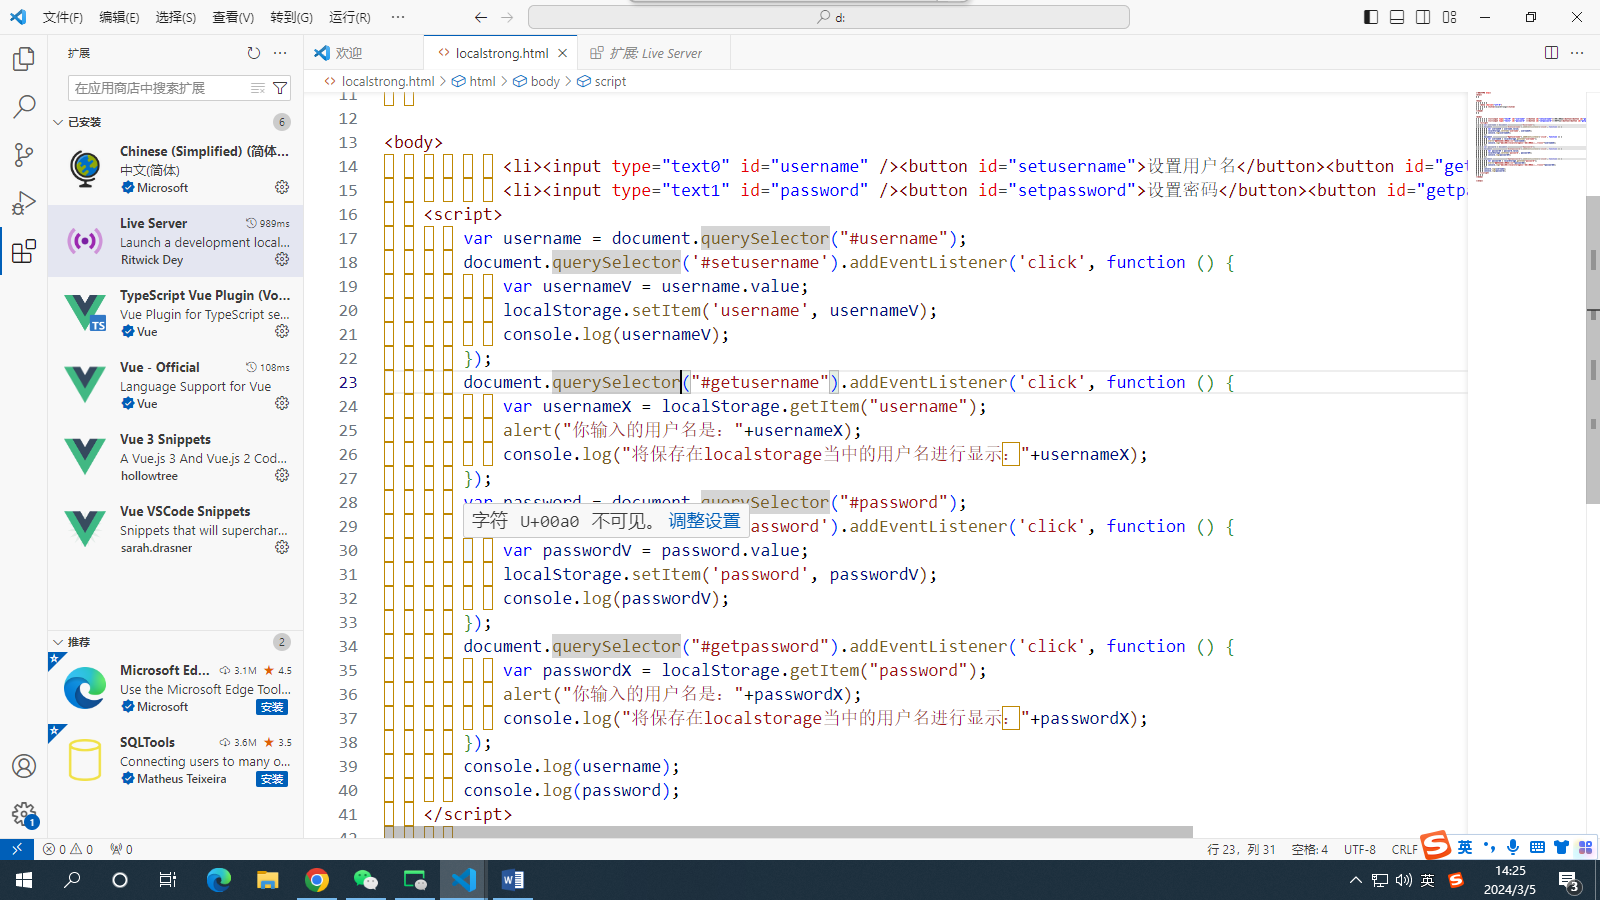 文件(F) 编辑(E) 选择(S) 查看(V) 转到(G) 运行(R) ··· d:
扩展
在应用商店中搜索扩展
已安装 6
Chinese (Simplified) (简体...
中文(简体)
Microsoft
Live Server 989ms
Launch a development local...
Ritwick Dey
TypeScript Vue Plugin (Vo...
Vue Plugin for TypeScript se...
Vue
Vue - Official 108ms
Language Support for Vue
Vue
Vue 3 Snippets
A Vue.js 3 And Vue.js 2 Cod...
hollowtree
Vue VSCode Snippets
Snippets that will superchar...
sarah.drasner
推荐 2
Microsoft Ed... 3.1M ★ 4.5
Use the Microsoft Edge Tool...
Microsoft 安装
SQLTools 3.6M ★ 3.5
Connecting users to many o...
Matheus Teixeira 安装
欢迎 localstrong.html 扩展: Live Server
localstrong.html > html > body > script
11
12
13 <body>
14 <li><input type="text0" id="username" /><button id="setusername">设置用户名</button><button id="get
15 <li><input type="text1" id="password" /><button id="setpassword">设置密码</button><button id="getpa
16 <script>
17 var username = document.querySelector("#username");
18 document.querySelector('#setusername').addEventListener('click', function () {
19 var usernameV = username.value;
20 localStorage.setItem('username', usernameV);
21 console.log(usernameV);
22 });
23 document.querySelector("#getusername").addEventListener('click', function () {
24 var usernameX = localStorage.getItem("username");
25 alert("你输入的用户名是："+usernameX);
26 console.log("将保存在localstorage当中的用户名进行显示："+usernameX);
27 });
28 var password = document.querySelector("#password");
字符 U+00a0 不可见。 调整设置
29 assword').addEventListener('click', function () {
30 var passwordV = password.value;
31 localStorage.setItem('password', passwordV);
32 console.log(passwordV);
33 });
34 document.querySelector("#getpassword").addEventListener('click', function () {
35 var passwordX = localStorage.getItem("password");
36 alert("你输入的用户名是："+passwordX);
37 console.log("将保存在localstorage当中的用户名进行显示："+passwordX);
38 });
39 console.log(username);
40 console.log(password);
41 </script>
42
0 0 0
行 23，列 31 空格: 4 UTF-8 CRLF
英
1
英
14:25
2024/3/5
3